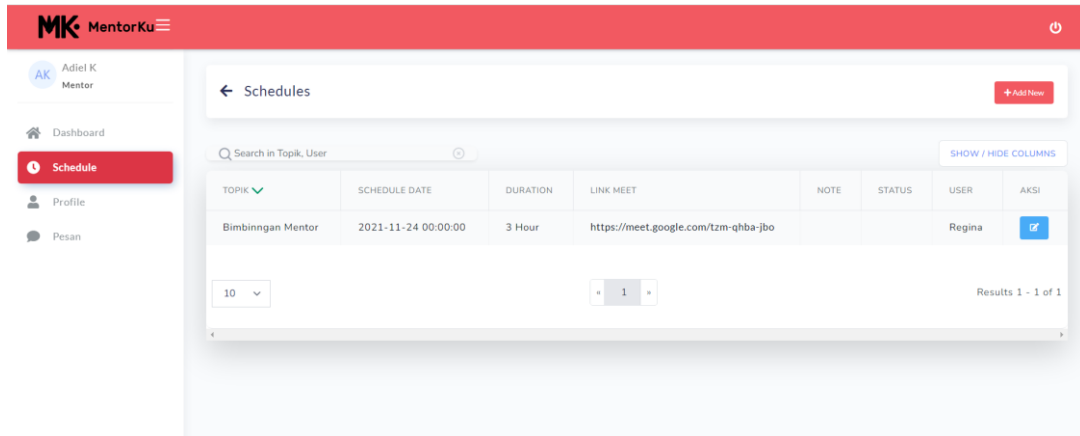 MK MentorKu
AK
Adiel K
Mentor
Dashboard
Schedule
Profile
Pesan
Schedules
Add New
Search in Topik, User
SHOW / HIDE COLUMNS
TOPIK SCHEDULE DATE DURATION LINK MEET NOTE STATUS USER AKSI
Bimbinngan Mentor 2021-11-24 00:00:00 3 Hour https://meet.google.com/tzm-qhba-jbo Regina
10 « 1 » Results 1 - 1 of 1